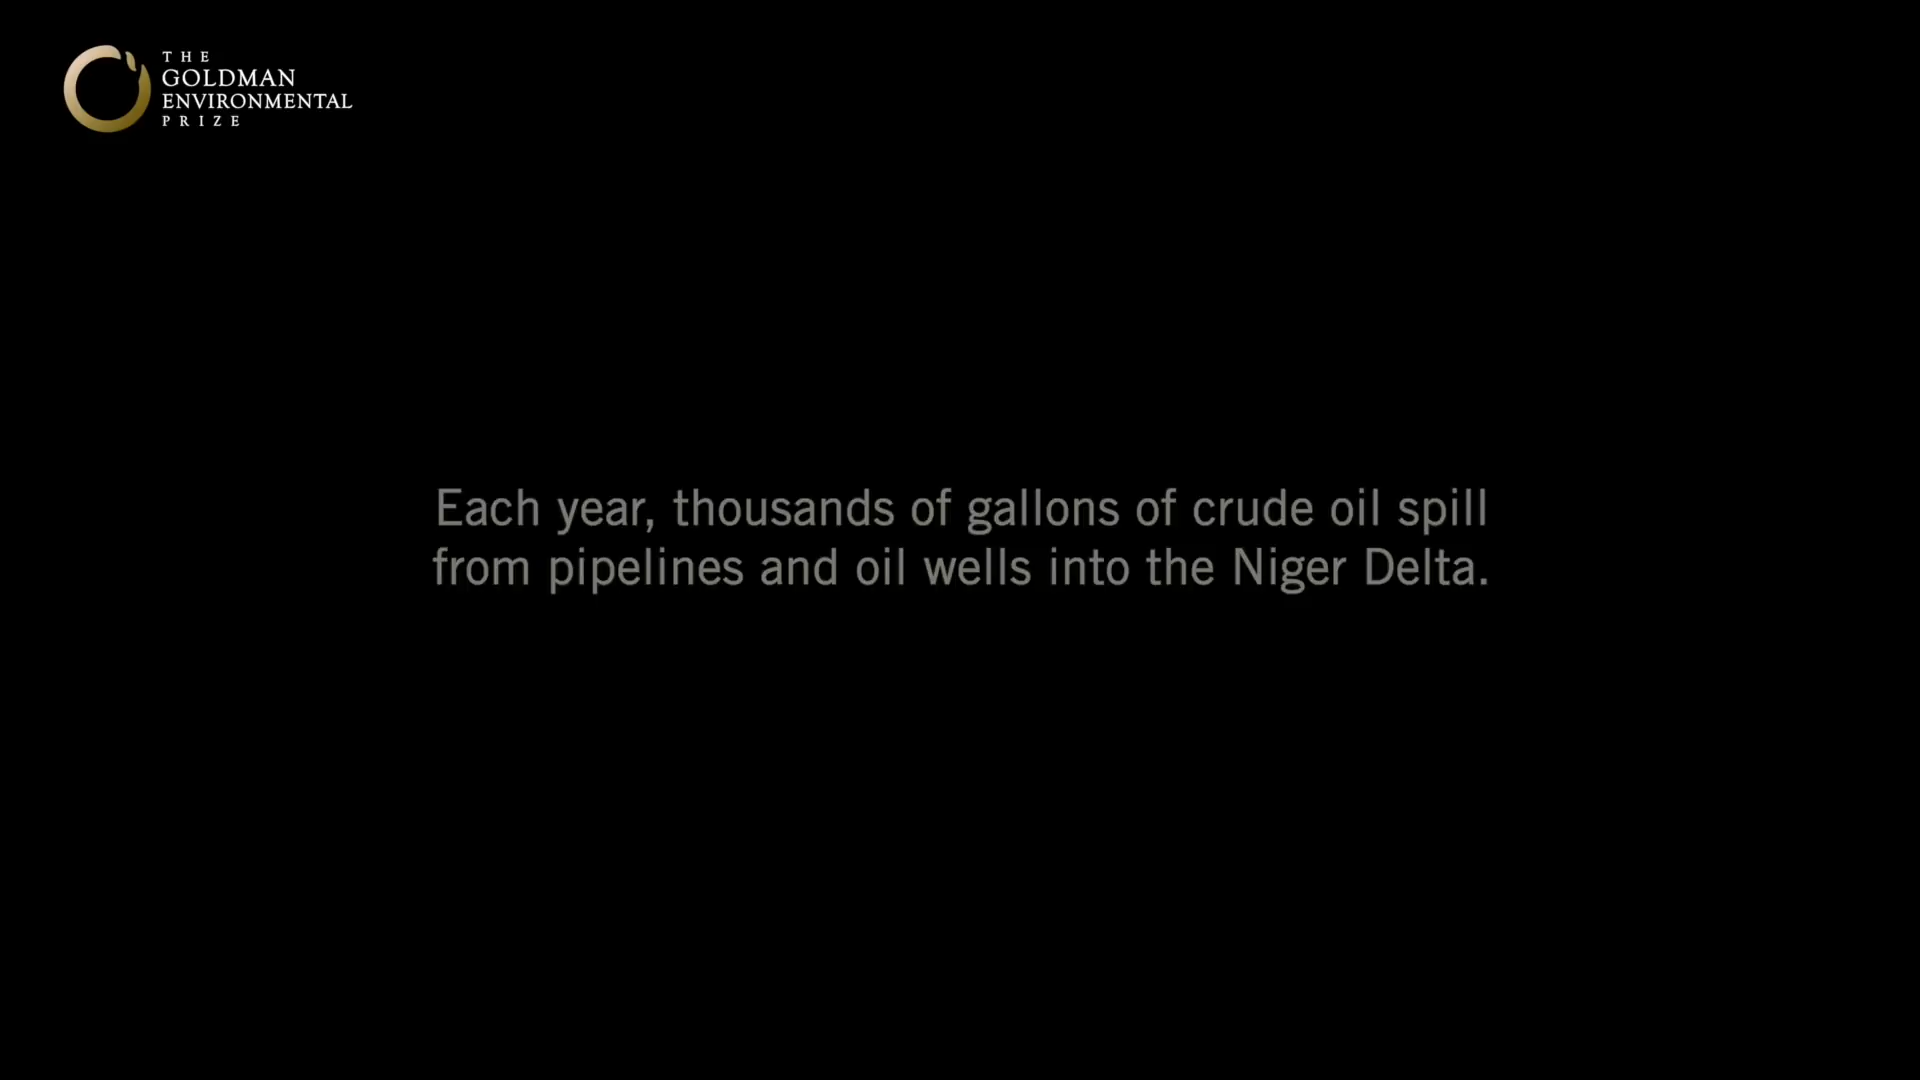 THE
GOLDMAN
ENVIRONMENTAL
PRIZE
Each year, thousands of gallons of crude oil spill
from pipelines and oil wells into the Niger Delta.